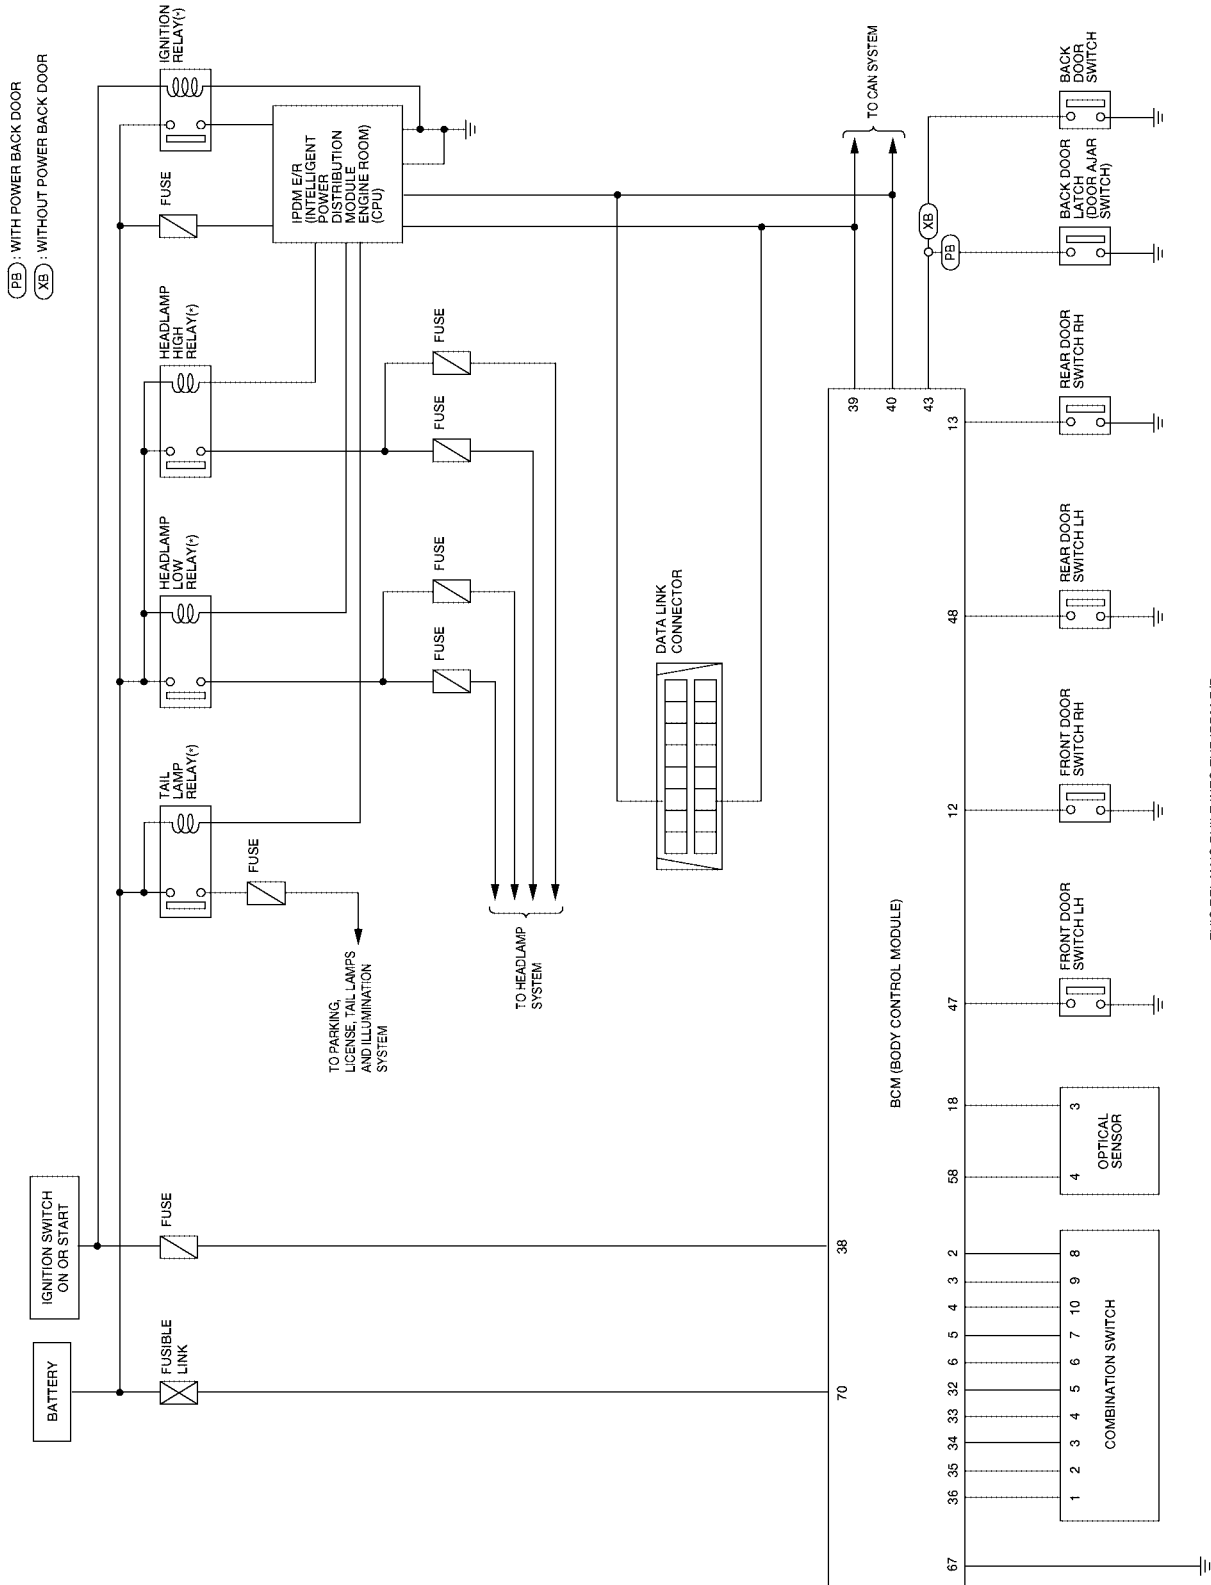 PB : WITH POWER BACK DOOR
XB : WITHOUT POWER BACK DOOR
BATTERY
IGNITION SWITCH
ON OR START
FUSIBLE
LINK
FUSE
TAIL
LAMP
RELAY(*)
HEADLAMP
LOW
RELAY(*)
HEADLAMP
HIGH
RELAY(*)
FUSE
IGNITION
RELAY(*)
FUSE
IPDM E/R
(INTELLIGENT
POWER
DISTRIBUTION
MODULE
ENGINE ROOM)
(CPU)
TO PARKING,
LICENSE, TAIL LAMPS
AND ILLUMINATION
SYSTEM
FUSE
FUSE
FUSE
FUSE
TO HEADLAMP
SYSTEM
DATA LINK
CONNECTOR
TO CAN SYSTEM
70
38
39
40
43
XB
PB
BCM (BODY CONTROL MODULE)
67
36
35
34
33
32
6
5
4
3
2
58
18
47
12
48
13
1
2
3
4
5
6
7
10
9
8
COMBINATION SWITCH
4
3
OPTICAL
SENSOR
FRONT DOOR
SWITCH LH
FRONT DOOR
SWITCH RH
REAR DOOR
SWITCH LH
REAR DOOR
SWITCH RH
BACK DOOR
LATCH
(DOOR AJAR
SWITCH)
BACK
DOOR
SWITCH